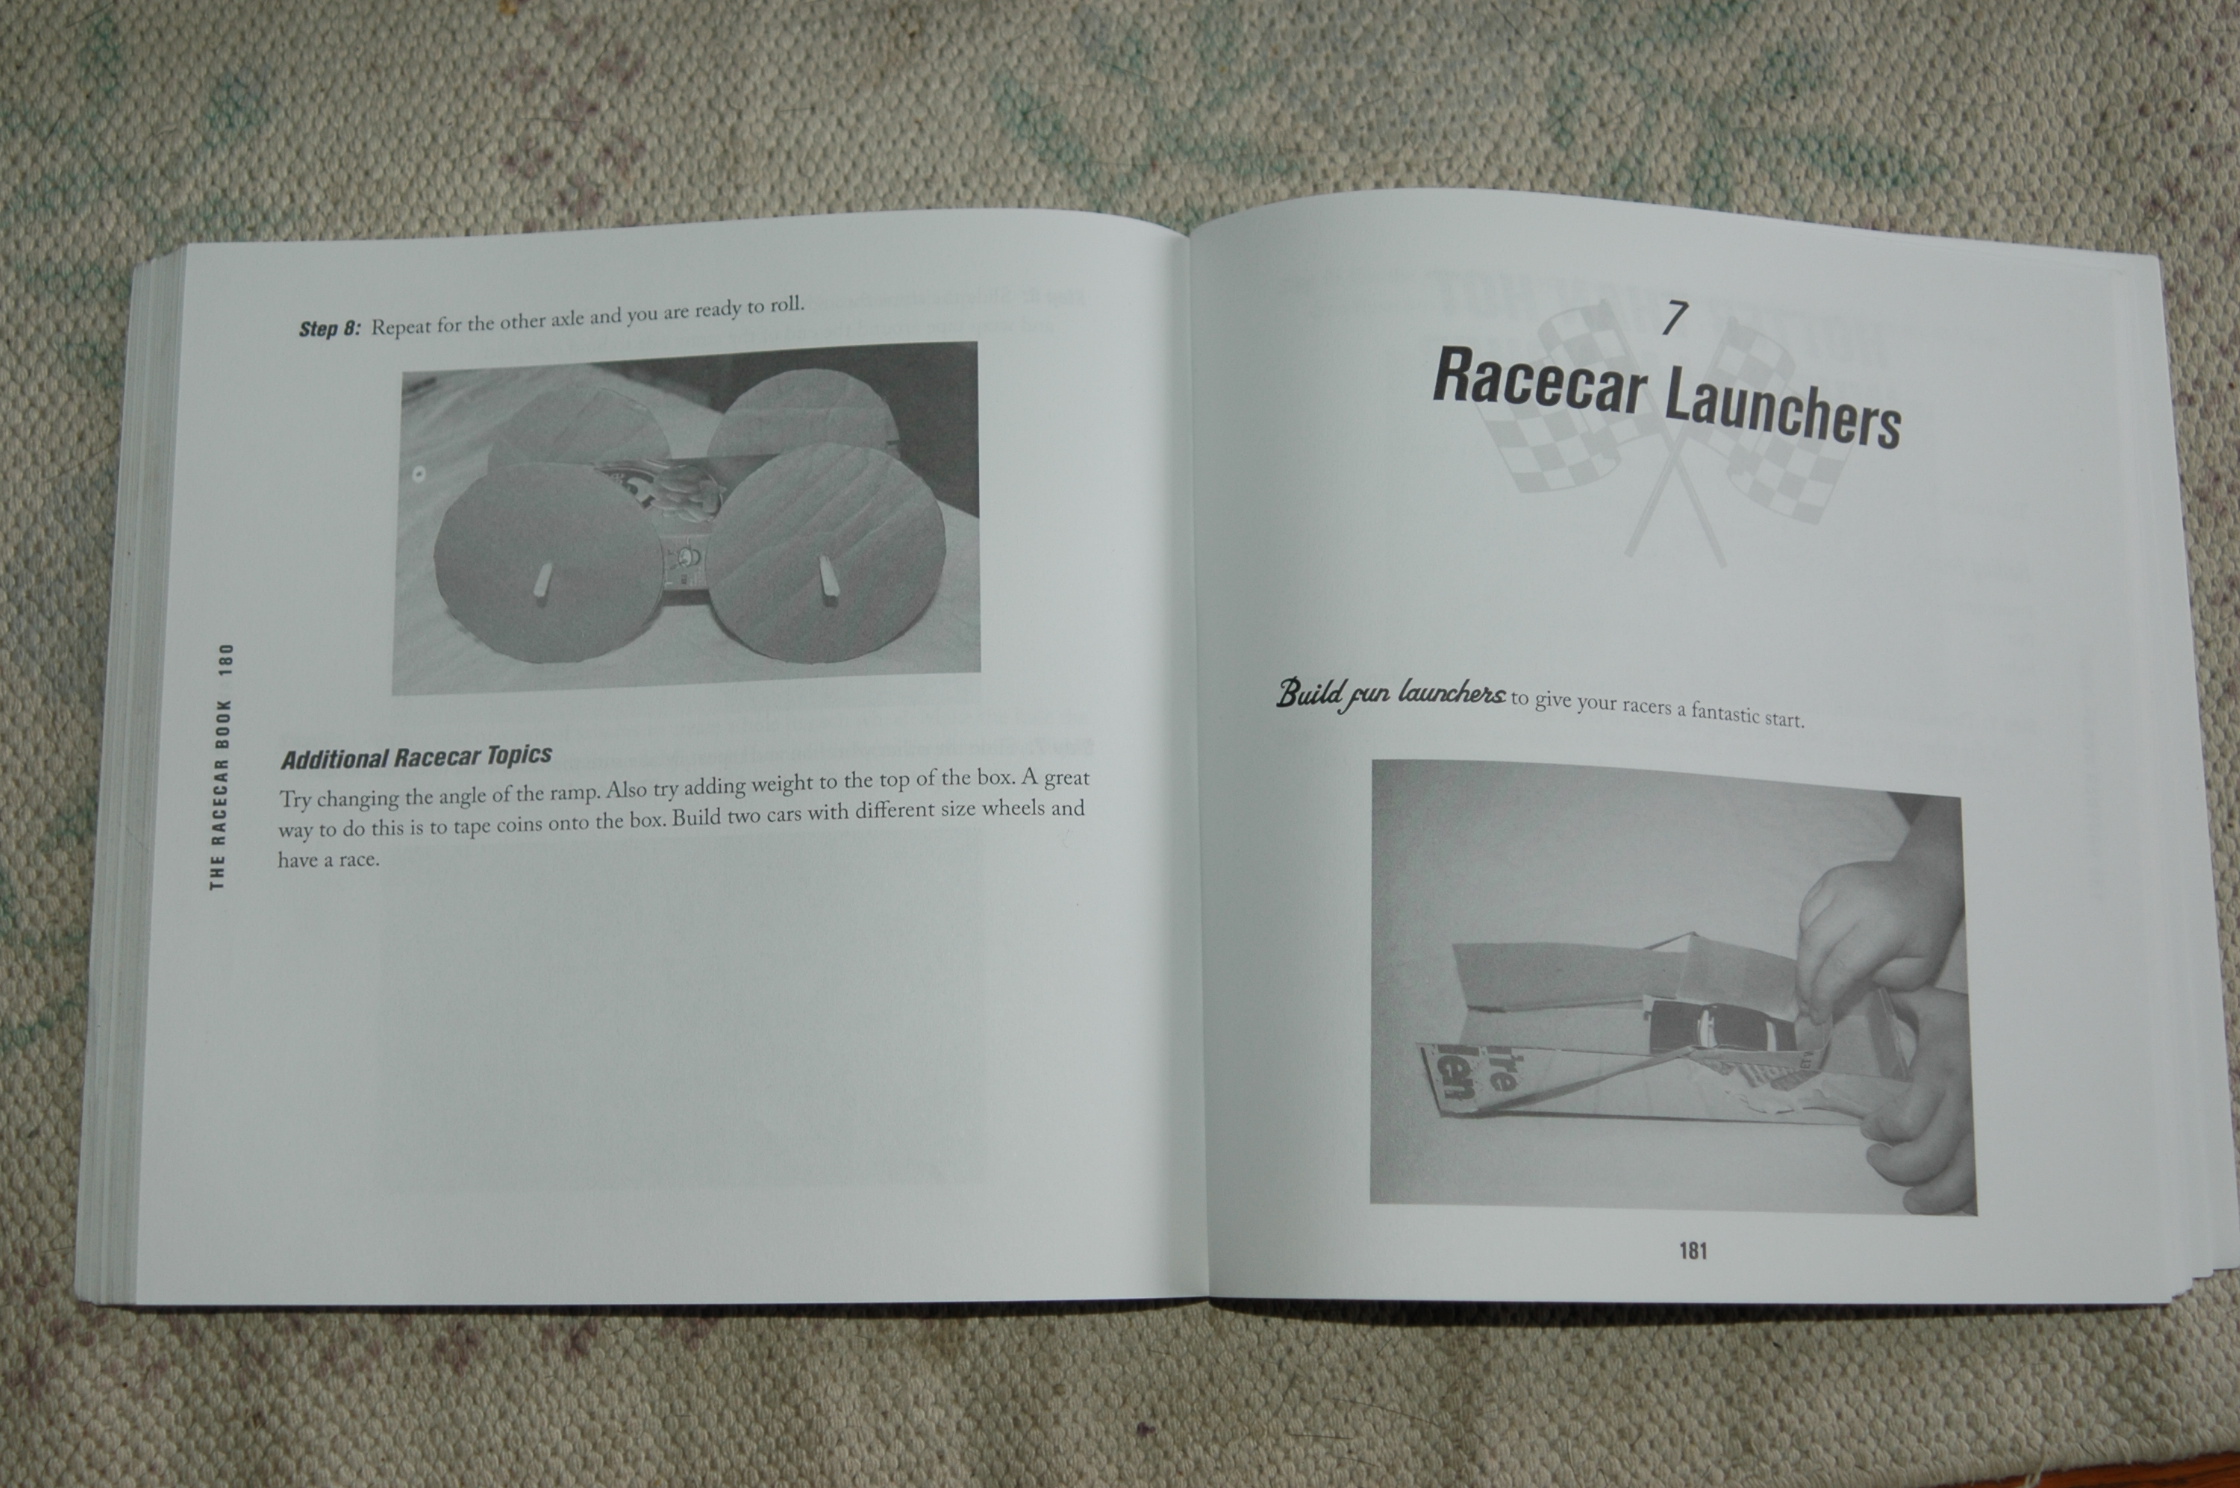 Step 8: Repeat for the other axle and you are ready to roll.
THE RACECAR BOOK 180
Additional Racecar Topics
Try changing the angle of the ramp. Also try adding weight to the top of the box. A great
way to do this is to tape coins onto the box. Build two cars with different size wheels and
have a race.
7
Racecar Launchers
Build fun launchers to give your racers a fantastic start.
181